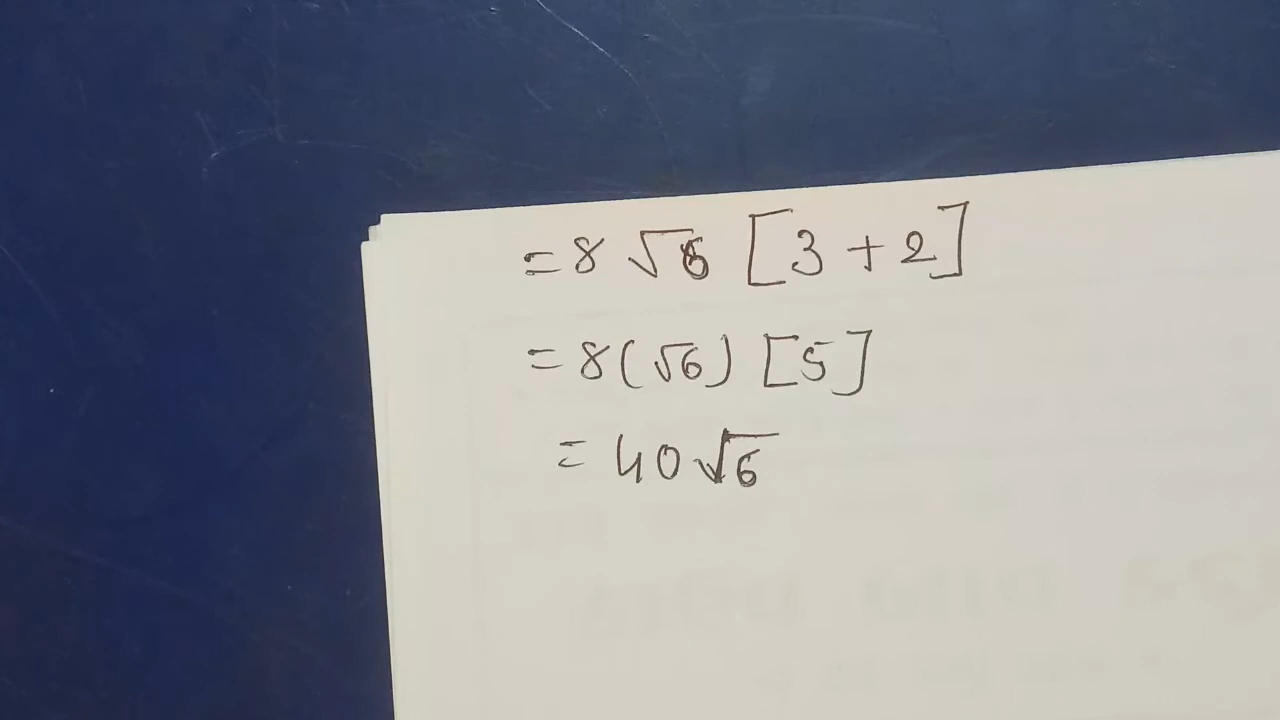 = 8 √6 [3 + 2]
= 8(√6) [5]
= 40√6